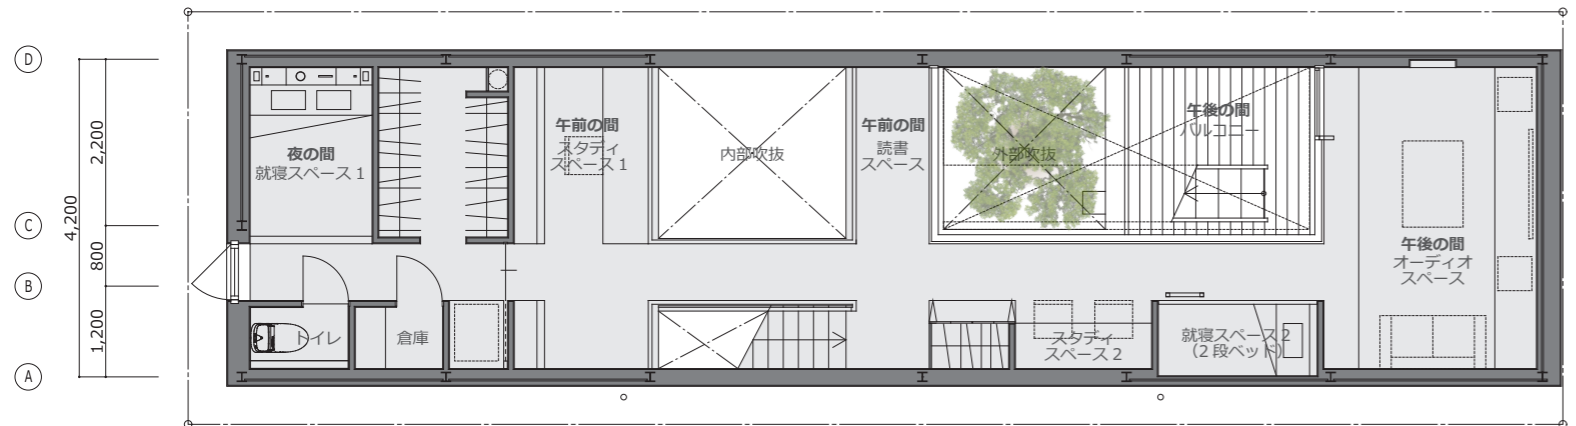 D
C
B
A
2,200
800
1,200
4,200
夜の間
就寝スペース1
午前の間
スタディ
スペース1
内部吹抜
午前の間
読書
スペース
外部吹抜
午後の間
バルコニー
午後の間
オーディオ
スペース
トイレ
倉庫
スタディ
スペース2
就寝スペース2
(2段ベッド)